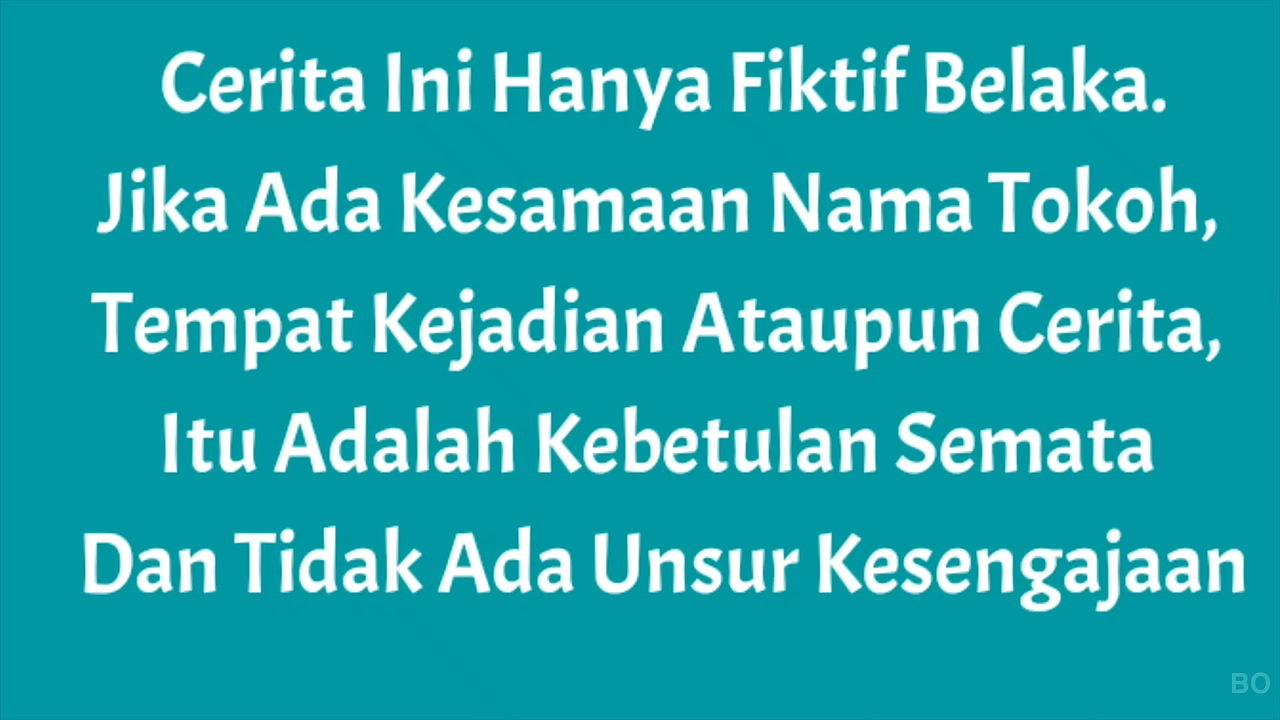 Cerita Ini Hanya Fiktif Belaka.
Jika Ada Kesamaan Nama Tokoh,
Tempat Kejadian Ataupun Cerita,
Itu Adalah Kebetulan Semata
Dan Tidak Ada Unsur Kesengajaan
BO